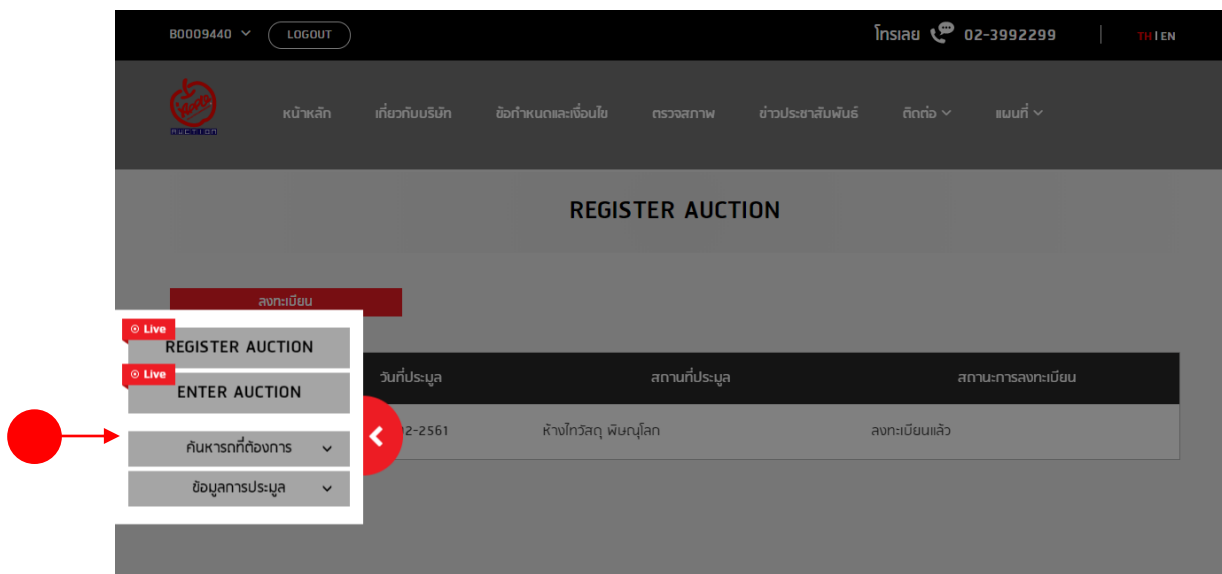 B0009440 LOGOUT โทรเลย 02-3992299 | TH | EN
Apple
AUCTION
หน้าหลัก เกี่ยวกับบริษัท ข้อกำหนดและเงื่อนไข ตรวจสภาพ ข่าวประชาสัมพันธ์ ติดต่อ แผนที่
REGISTER AUCTION
ลงทะเบียน
Live
REGISTER AUCTION
Live
ENTER AUCTION
วันที่ประมูล สถานที่ประมูล สถานะการลงทะเบียน
2-2561 ห้างไทวัสดุ พิษณุโลก ลงทะเบียนแล้ว
ค้นหารถที่ต้องการ
ข้อมูลการประมูล